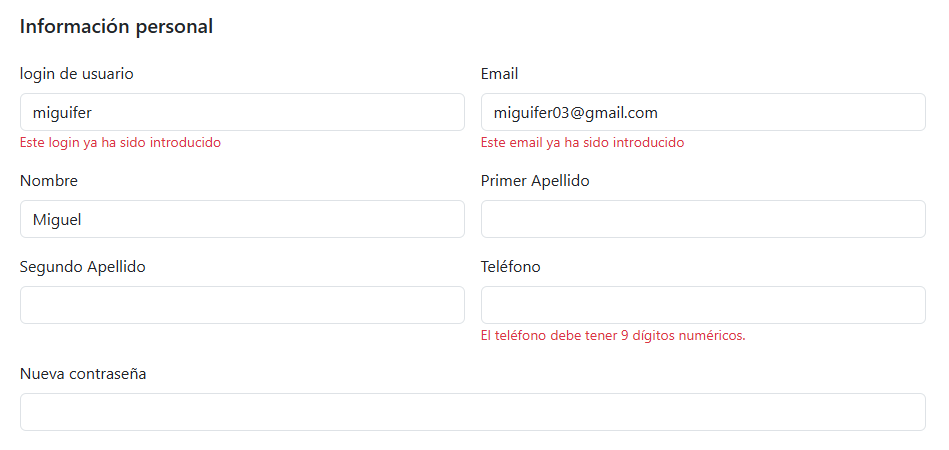 Información personal
login de usuario
Email
miguifer
miguifer03@gmail.com
Este login ya ha sido introducido
Este email ya ha sido introducido
Nombre
Primer Apellido
Miguel
Segundo Apellido
Teléfono
El teléfono debe tener 9 dígitos numéricos.
Nueva contraseña